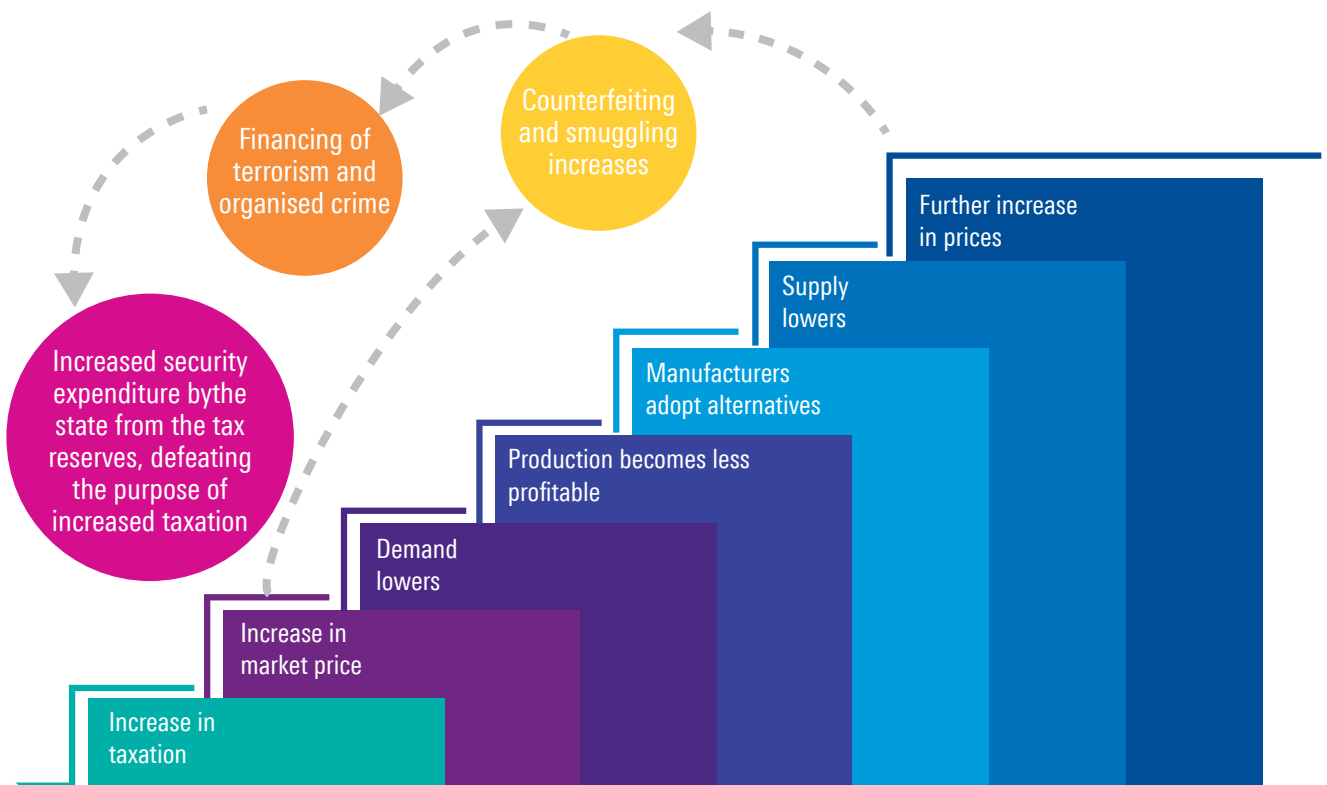 Counterfeiting
and smuggling
increases
Financing of
terrorism and
organised crime
Increased security
expenditure bythe
state from the tax
reserves, defeating
the purpose of
increased taxation
Further increase
in prices
Supply
lowers
Manufacturers
adopt alternatives
Production becomes less
profitable
Demand
lowers
Increase in
market price
Increase in
taxation